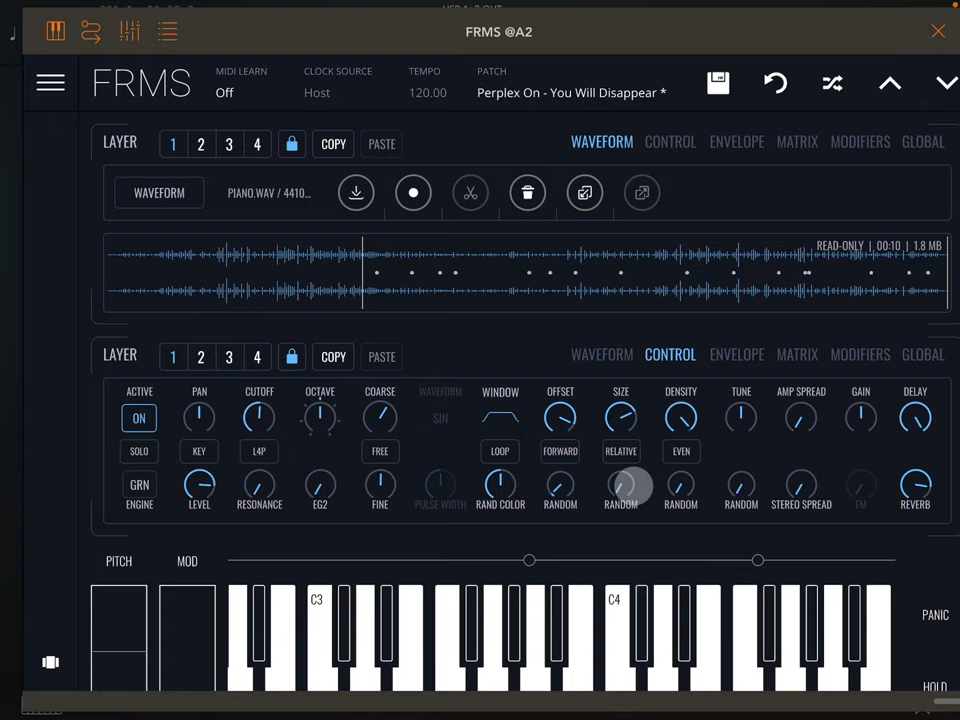 FRMS @A2
FRMS
MIDI LEARN
Off
CLOCK SOURCE
Host
TEMPO
120.00
PATCH
Perplex On - You Will Disappear *
LAYER 1 2 3 4 COPY PASTE WAVEFORM CONTROL ENVELOPE MATRIX MODIFIERS GLOBAL
WAVEFORM PIANO.WAV / 4410...
READ-ONLY | 00:10 | 1.8 MB
LAYER 1 2 3 4 COPY PASTE WAVEFORM CONTROL ENVELOPE MATRIX MODIFIERS GLOBAL
ACTIVE PAN CUTOFF OCTAVE COARSE WAVEFORM WINDOW OFFSET SIZE DENSITY TUNE AMP SPREAD GAIN DELAY
ON SIN
SOLO KEY L4P FREE LOOP FORWARD RELATIVE EVEN
GRN
ENGINE LEVEL RESONANCE EG2 FINE PULSE WIDTH RAND COLOR RANDOM RANDOM RANDOM RANDOM STEREO SPREAD FM REVERB
PITCH MOD
C3 C4
PANIC
HOLD